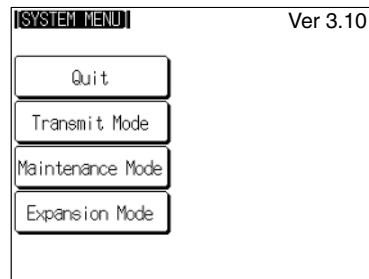 [SYSTEM MENU] Ver 3.10
Quit
Transmit Mode
Maintenance Mode
Expansion Mode